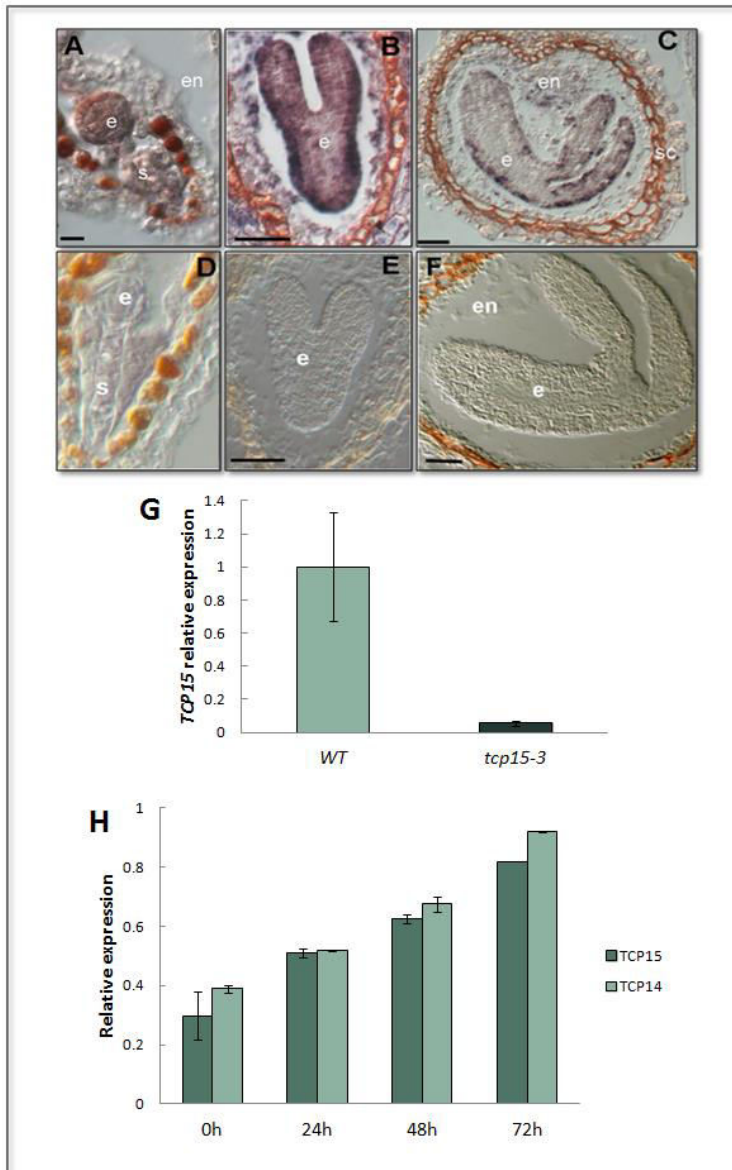 A
en
e
s
B
e
C
en
e
sc
D
e
s
E
e
F
en
e
G
TCP15 relative expression
1.4
1.2
1
0.8
0.6
0.4
0.2
0
WT
tcp15-3
H
Relative expression
1
0.8
0.6
0.4
0.2
0
0h
24h
48h
72h
TCP15
TCP14